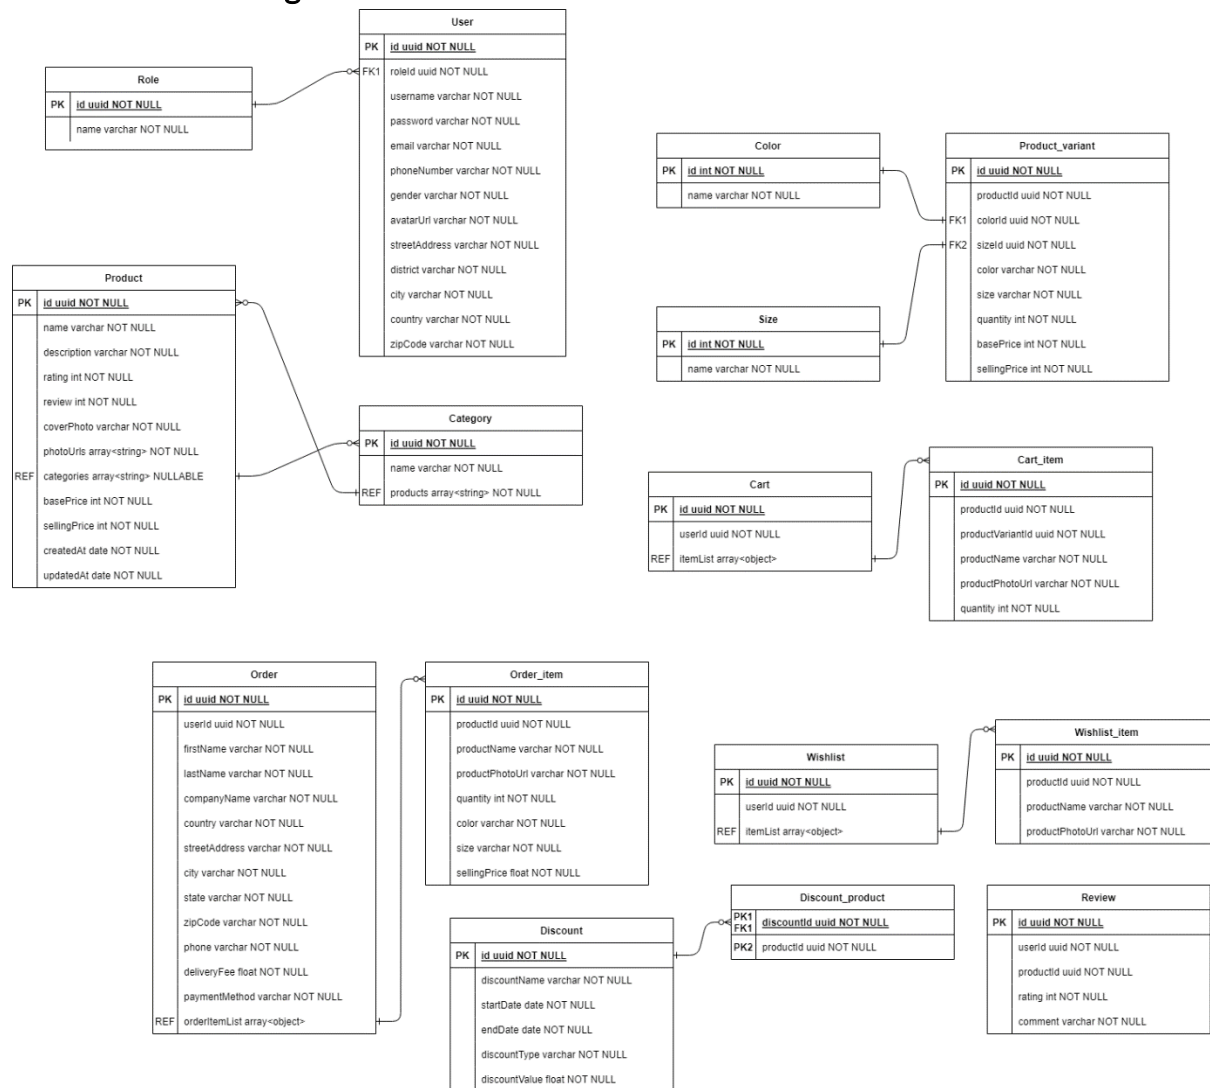 User
PK id uuid NOT NULL
FK1 roleId uuid NOT NULL
username varchar NOT NULL
password varchar NOT NULL
email varchar NOT NULL
phoneNumber varchar NOT NULL
gender varchar NOT NULL
avatarUrl varchar NOT NULL
streetAddress varchar NOT NULL
district varchar NOT NULL
city varchar NOT NULL
country varchar NOT NULL
zipCode varchar NOT NULL
Role
PK id uuid NOT NULL
name varchar NOT NULL
Color
PK id int NOT NULL
name varchar NOT NULL
Product_variant
PK id uuid NOT NULL
productId uuid NOT NULL
FK1 colorId uuid NOT NULL
FK2 sizeId uuid NOT NULL
color varchar NOT NULL
size varchar NOT NULL
quantity int NOT NULL
basePrice int NOT NULL
sellingPrice int NOT NULL
Size
PK id int NOT NULL
name varchar NOT NULL
Product
PK id uuid NOT NULL
name varchar NOT NULL
description varchar NOT NULL
rating int NOT NULL
review int NOT NULL
coverPhoto varchar NOT NULL
photoUrls array<string> NOT NULL
REF categories array<string> NULLABLE
basePrice int NOT NULL
sellingPrice int NOT NULL
createdAt date NOT NULL
updatedAt date NOT NULL
Category
PK id uuid NOT NULL
name varchar NOT NULL
REF products array<string> NOT NULL
Cart
PK id uuid NOT NULL
userId uuid NOT NULL
REF itemList array<object>
Cart_item
PK id uuid NOT NULL
productId uuid NOT NULL
productVariantId uuid NOT NULL
productName varchar NOT NULL
productPhotoUrl varchar NOT NULL
quantity int NOT NULL
Order
PK id uuid NOT NULL
userId uuid NOT NULL
firstName varchar NOT NULL
lastName varchar NOT NULL
companyName varchar NOT NULL
country varchar NOT NULL
streetAddress varchar NOT NULL
city varchar NOT NULL
state varchar NOT NULL
zipCode varchar NOT NULL
phone varchar NOT NULL
deliveryFee float NOT NULL
paymentMethod varchar NOT NULL
REF orderItemList array<object>
Order_item
PK id uuid NOT NULL
productId uuid NOT NULL
productName varchar NOT NULL
productPhotoUrl varchar NOT NULL
quantity int NOT NULL
color varchar NOT NULL
size varchar NOT NULL
sellingPrice float NOT NULL
Wishlist
PK id uuid NOT NULL
userId uuid NOT NULL
REF itemList array<object>
Wishlist_item
PK id uuid NOT NULL
productId uuid NOT NULL
productName varchar NOT NULL
productPhotoUrl varchar NOT NULL
Discount
PK id uuid NOT NULL
discountName varchar NOT NULL
startDate date NOT NULL
endDate date NOT NULL
discountType varchar NOT NULL
discountValue float NOT NULL
Discount_product
PK1
FK1 discountId uuid NOT NULL
PK2 productId uuid NOT NULL
Review
PK id uuid NOT NULL
userId uuid NOT NULL
productId uuid NOT NULL
rating int NOT NULL
comment varchar NOT NULL